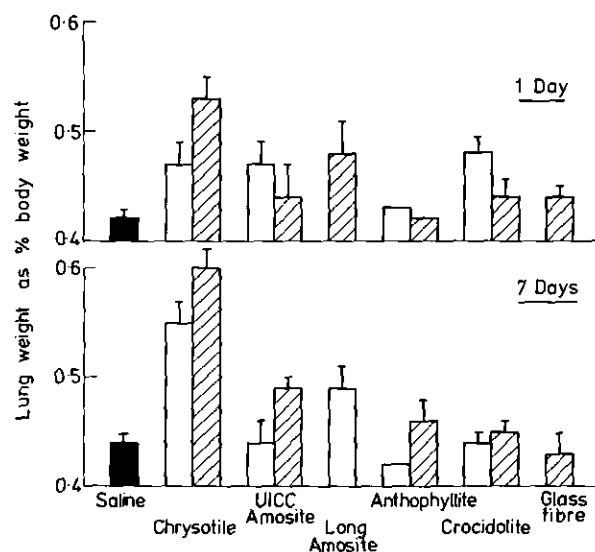 Lung weight as % body weight
0·6
0·5
0·4
1 Day
0·6
0·5
0·4
7 Days
Saline
Chrysotile
UICC
Amosite
Long
Amosite
Anthophyllite
Crocidolite
Glass
fibre